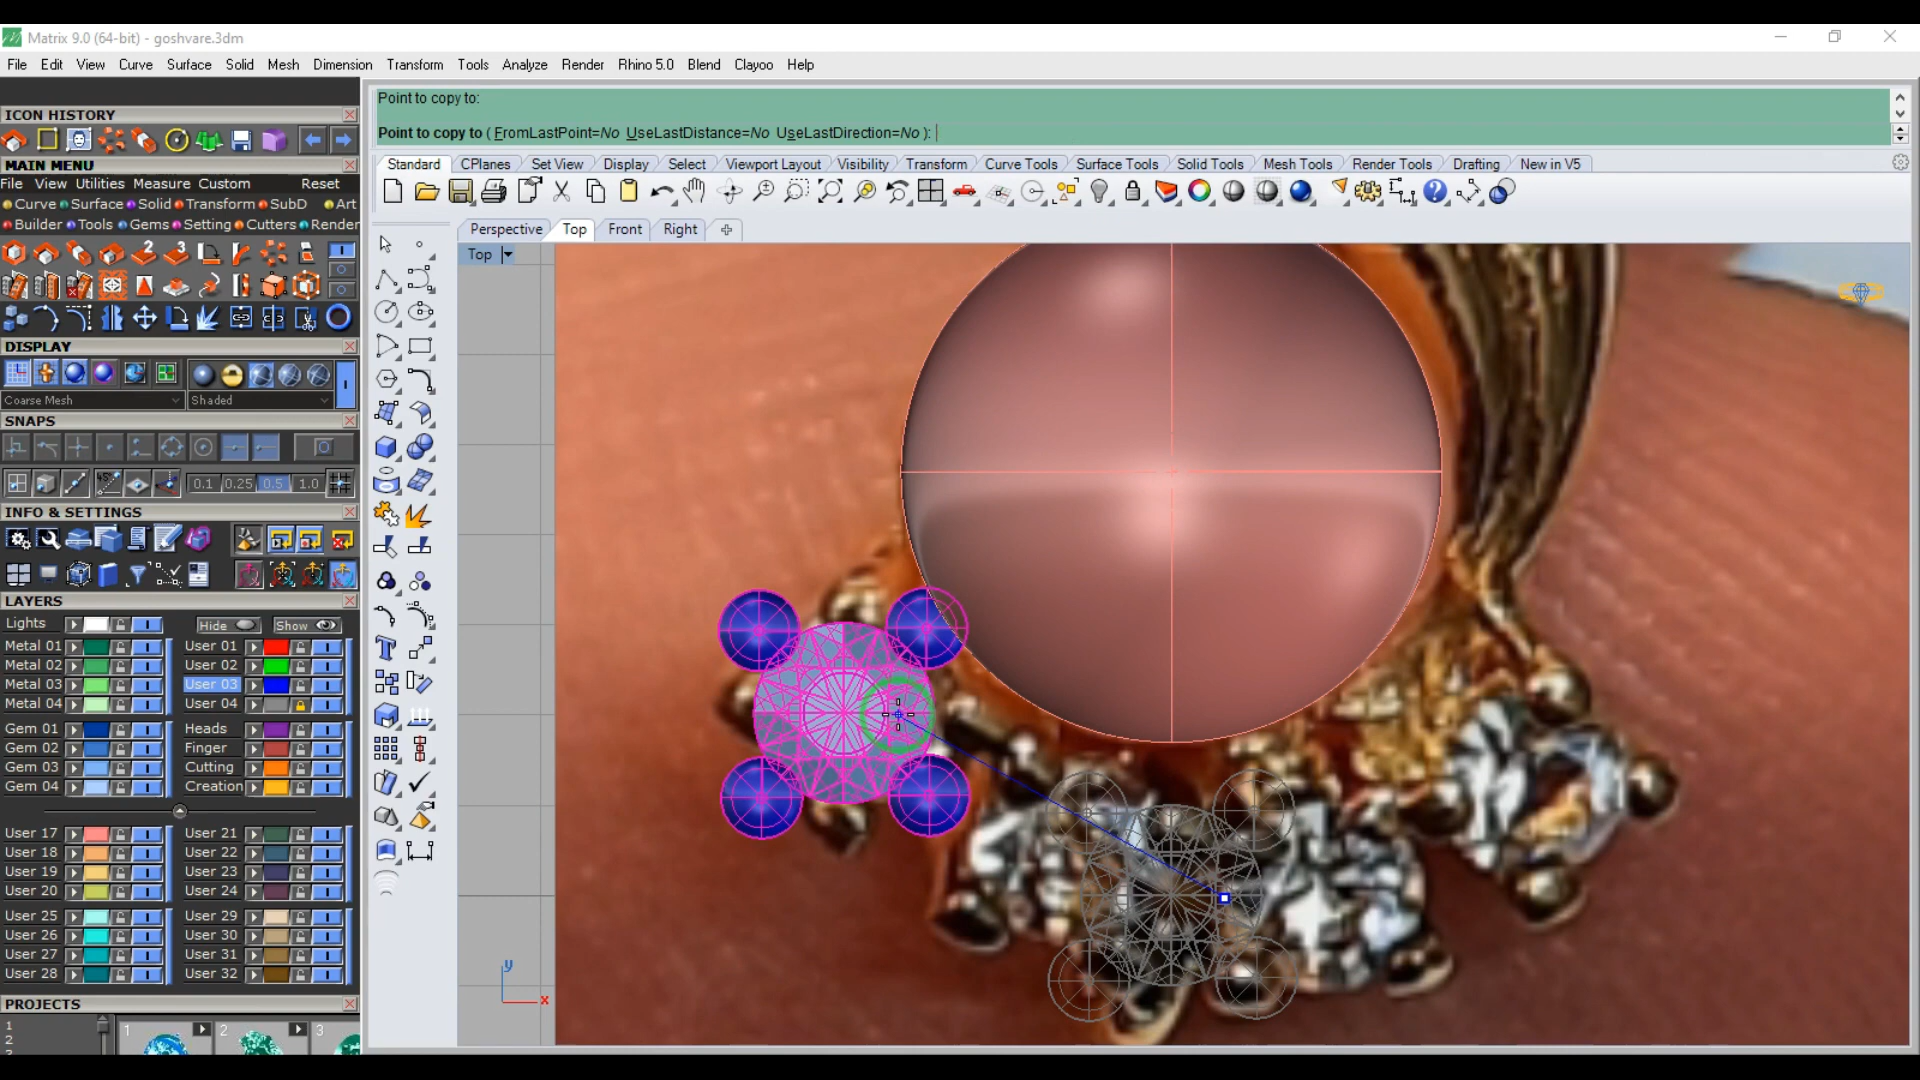 Matrix 9.0 (64-bit) - goshvare.3dm
File Edit View Curve Surface Solid Mesh Dimension Transform Tools Analyze Render Rhino 5.0 Blend Clayoo Help
ICON HISTORY
Point to copy to:
Point to copy to ( FromLastPoint=No UseLastDistance=No UseLastDirection=No ):
MAIN MENU
Standard CPlanes Set View Display Select Viewport Layout Visibility Transform Curve Tools Surface Tools Solid Tools Mesh Tools Render Tools Drafting New in V5
File View Utilities Measure Custom Reset
Curve Surface Solid Transform SubD Art
Builder Tools Gems Setting Cutters Render
Perspective Top Front Right
Top
DISPLAY
Coarse Mesh Shaded
SNAPS
0.1 0.25 0.5 1.0
INFO & SETTINGS
LAYERS
Lights Hide Show
Metal 01 User 01
Metal 02 User 02
Metal 03 User 03
Metal 04 User 04
Gem 01 Heads
Gem 02 Finger
Gem 03 Cutting
Gem 04 Creation
User 17 User 21
User 18 User 22
User 19 User 23
User 20 User 24
User 25 User 29
User 26 User 30
User 27 User 31
User 28 User 32
y
x
PROJECTS
1 1 2 3
2